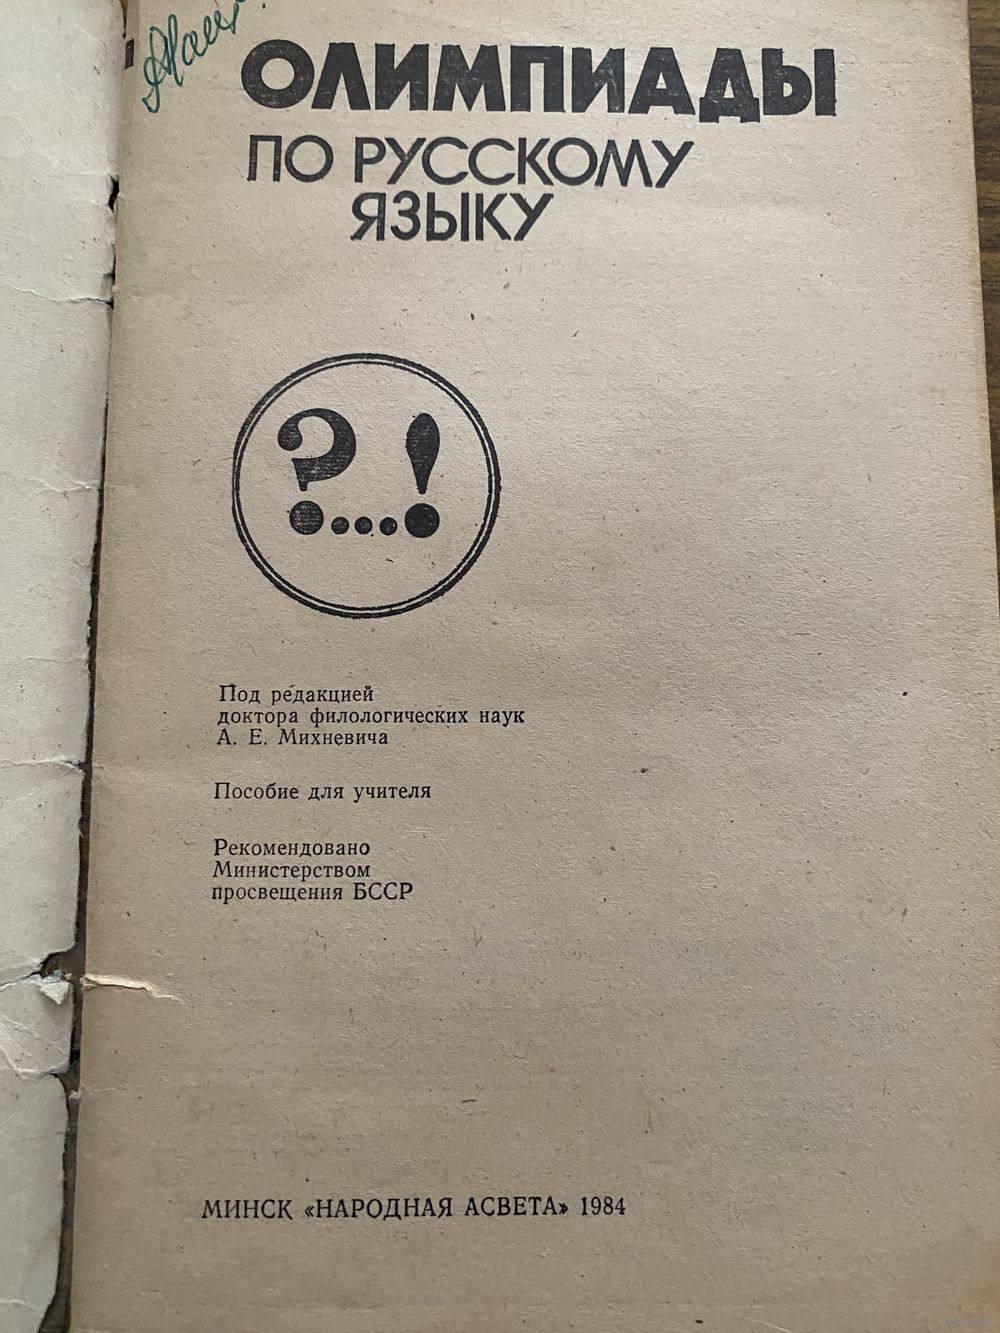 ОЛИМПИАДЫ
ПО РУССКОМУ
ЯЗЫКУ
?...!
Под редакцией
доктора филологических наук
А. Е. Михневича
Пособие для учителя
Рекомендовано
Министерством
просвещения БССР
МИНСК «НАРОДНАЯ АСВЕТА» 1984